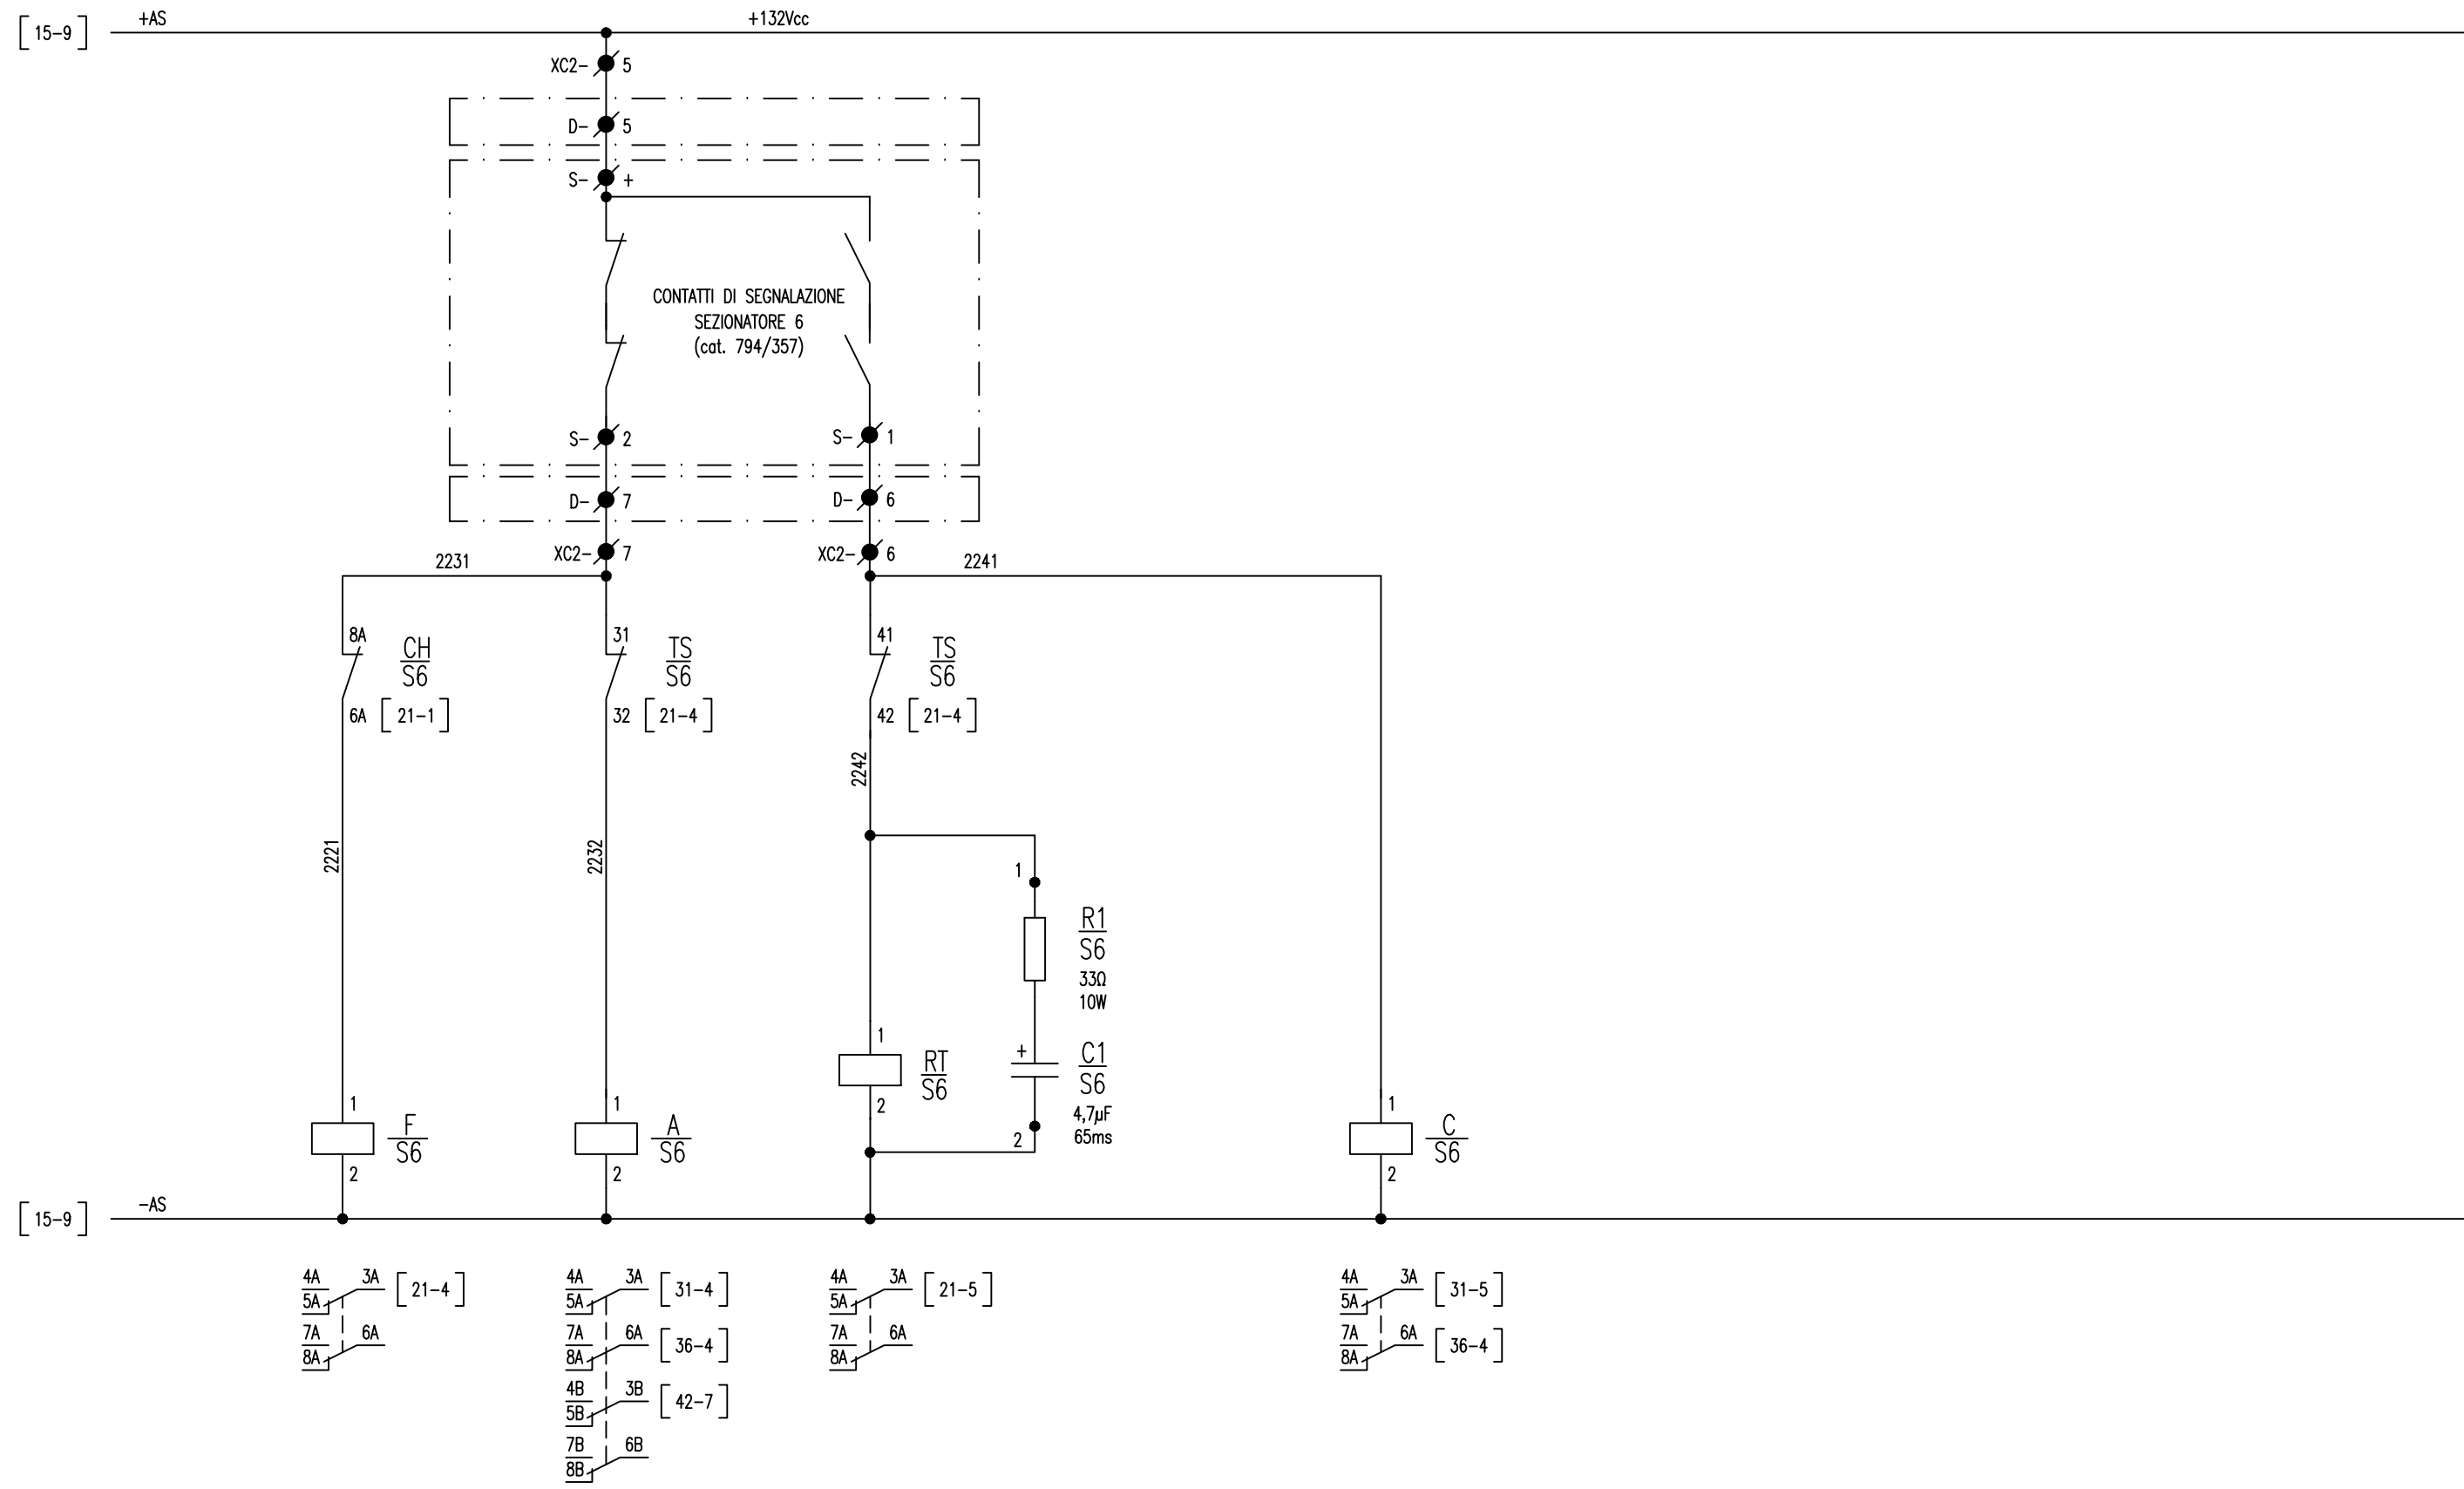 +AS
+132Vcc
15-9
XC2- 5
D- 5
S- +
CONTATTI DI SEGNALAZIONE
SEZIONATORE 6
(cat. 794/357)
S- 2
S- 1
D- 7
D- 6
XC2- 7
XC2- 6
2231
2241
8A
CH
S6
6A
21-1
31
TS
S6
32
21-4
41
TS
S6
42
21-4
2242
2221
2232
1
R1
S6
33Ω
10W
1
RT
S6
2
+
C1
S6
4,7µF
65ms
2
1
F
S6
2
1
A
S6
2
1
C
S6
2
-AS
15-9
4A 3A
5A
21-4
7A 6A
8A
4A 3A
5A
31-4
7A 6A
8A
36-4
4B 3B
5B
42-7
7B 6B
8B
4A 3A
5A
21-5
7A 6A
8A
4A 3A
5A
31-5
7A 6A
8A
36-4